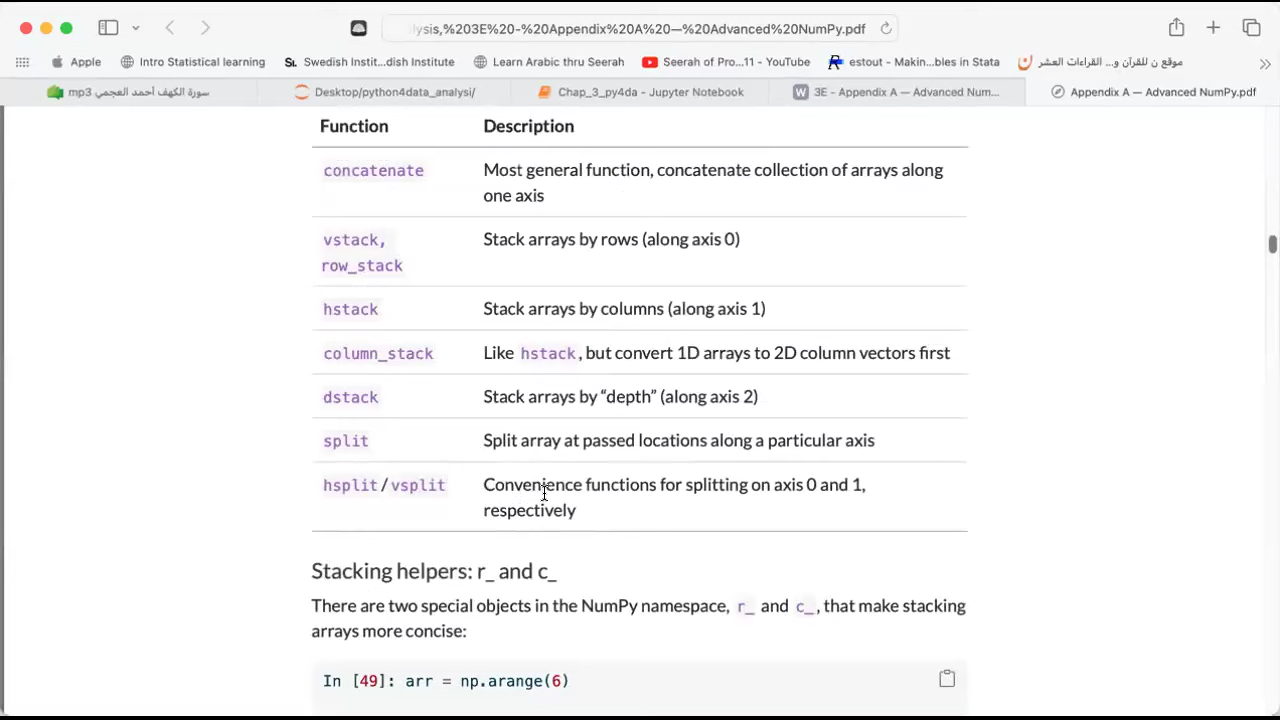 lysis,%203E%20-%20Appendix%20A%20—%20Advanced%20NumPy.pdf
Apple
Intro Statistical learning
Swedish Instit...dish Institute
Learn Arabic thru Seerah
Seerah of Pro...11 - YouTube
estout - Makin...bles in Stata
موقع ن للقرآن و... القراءات العشر
سورة الكهف أحمد العجمي mp3
Desktop/python4data_analysi/
Chap_3_py4da - Jupyter Notebook
3E - Appendix A — Advanced Num...
Appendix A — Advanced NumPy.pdf
Function Description
concatenate Most general function, concatenate collection of arrays along
one axis
vstack, Stack arrays by rows (along axis 0)
row_stack
hstack Stack arrays by columns (along axis 1)
column_stack Like hstack, but convert 1D arrays to 2D column vectors first
dstack Stack arrays by “depth” (along axis 2)
split Split array at passed locations along a particular axis
hsplit/vsplit Convenience functions for splitting on axis 0 and 1,
respectively
Stacking helpers: r_ and c_
There are two special objects in the NumPy namespace, r_ and c_, that make stacking
arrays more concise:
In [49]: arr = np.arange(6)